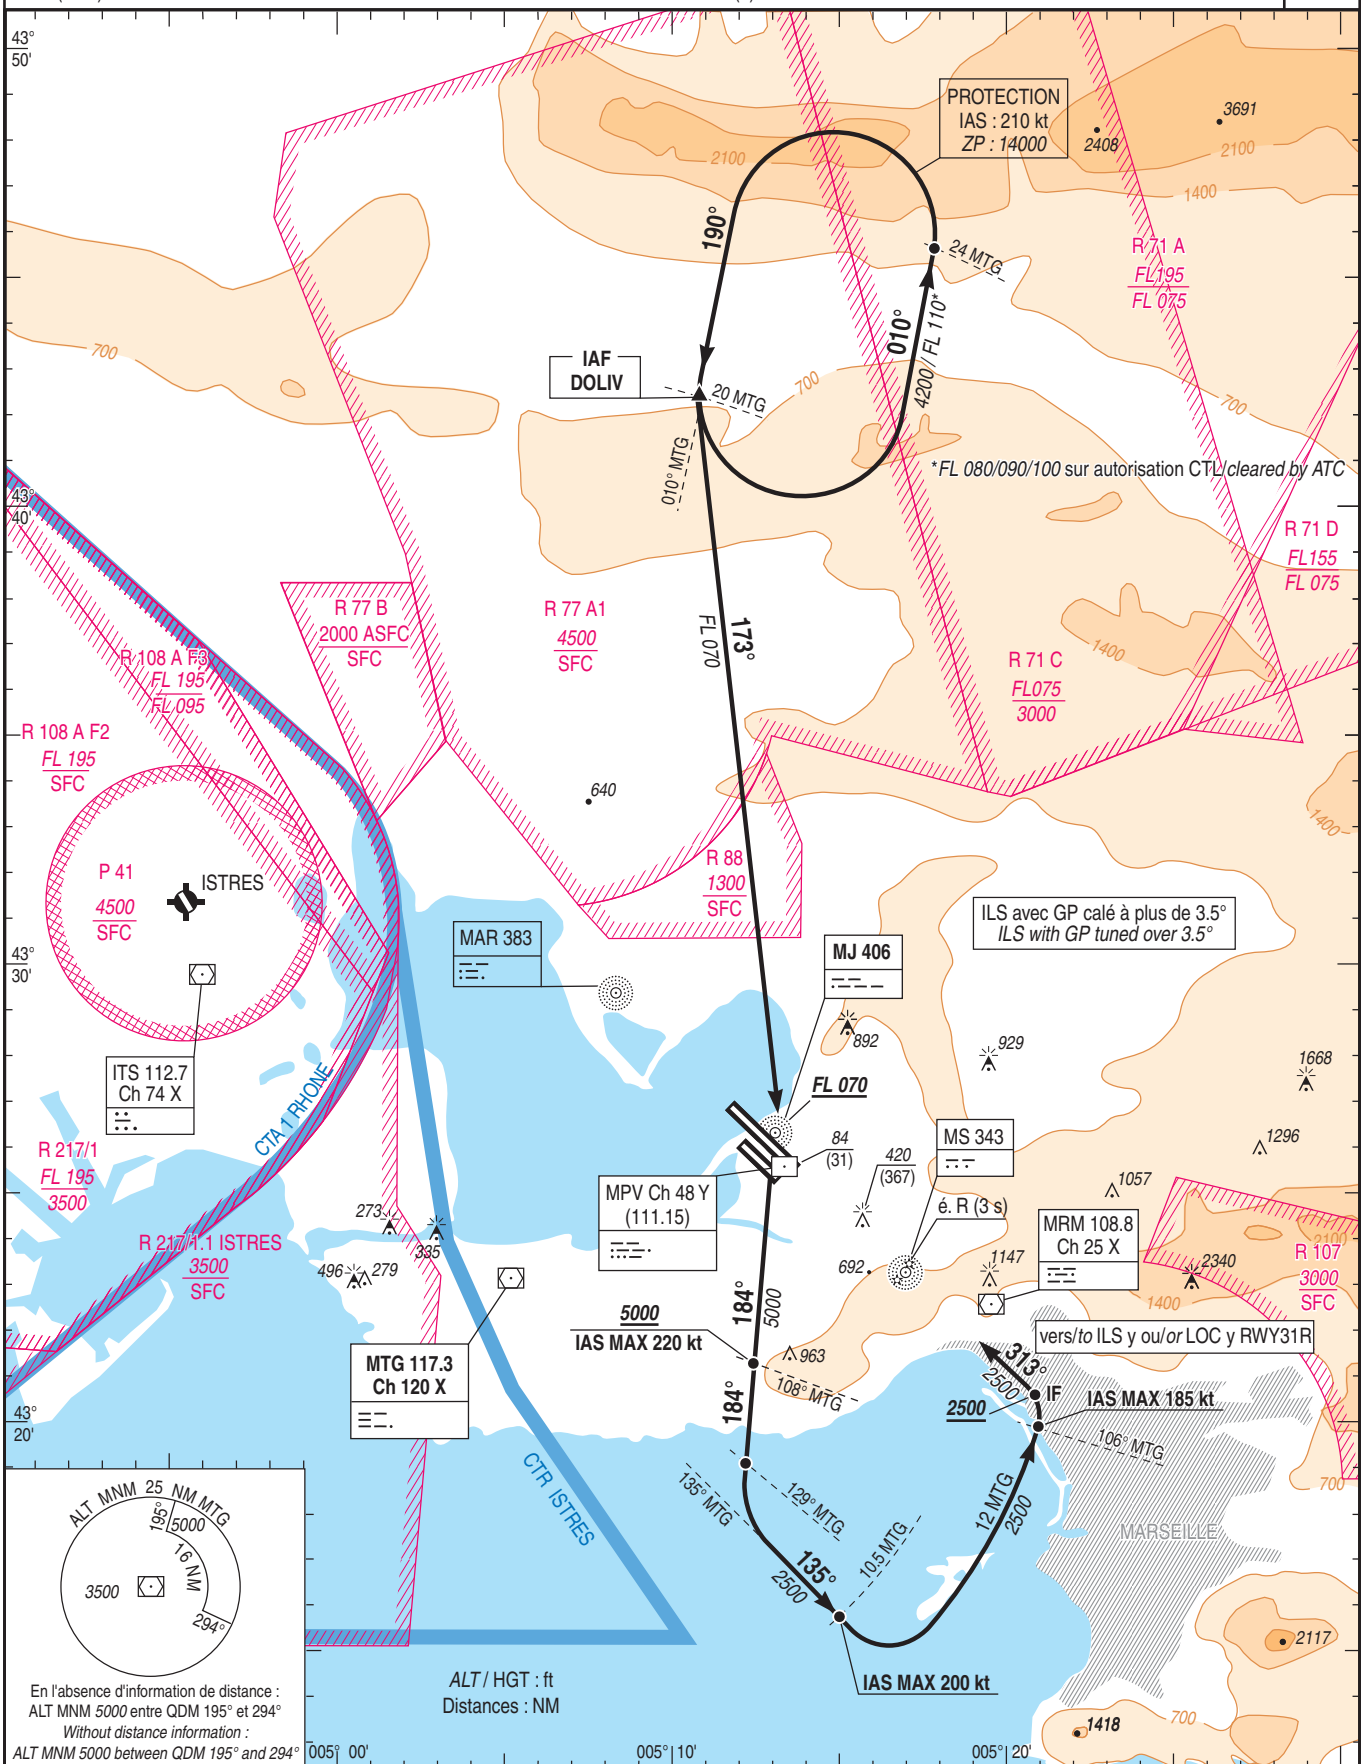 43°
50'
PROTECTION
IAS : 210 kt
ZP : 14000
2408
3691
2100
2100
1400
190°
24 MTG
R 71 A
FL195
FL 075
010°
4200 / FL 110*
700
IAF
DOLIV
20 MTG
700
700
010° MTG
*FL 080/090/100 sur autorisation CTL/cleared by ATC
43°
40'
R 71 D
FL155
FL 075
R 77 B
2000 ASFC
SFC
R 77 A1
4500
SFC
173°
FL 070
1400
R 108 A F3
FL 195
FL 095
R 71 C
FL075
3000
R 108 A F2
FL 195
SFC
640
1400
P 41
4500
SFC
ISTRES
R 88
1300
SFC
ILS avec GP calé à plus de 3.5°
ILS with GP tuned over 3.5°
MAR 383
MJ 406
43°
30'
892
929
1668
ITS 112.7
Ch 74 X
CTA 1 RHONE
FL 070
84
(31)
420
(367)
MS 343
1296
R 217/1
FL 195
3500
MPV Ch 48 Y
(111.15)
1057
é. R (3 s)
MRM 108.8
Ch 25 X
273
335
R 217/1.1 ISTRES
3500
SFC
496
279
692
1147
2340
2100
R 107
3000
SFC
1400
184°
5000
5000
IAS MAX 220 kt
vers/to ILS y ou/or LOC y RWY31R
MTG 117.3
Ch 120 X
963
108° MTG
313°
2500
IF
2500
IAS MAX 185 kt
184°
43°
20'
106° MTG
CTR ISTRES
135° MTG
129° MTG
12 MTG
2500
700
MARSEILLE
10.5 MTG
135°
2500
ALT MNM 25 NM MTG
195°
5000
16 NM
3500
294°
2117
IAS MAX 200 kt
ALT / HGT : ft
Distances : NM
En l'absence d'information de distance :
ALT MNM 5000 entre QDM 195° et 294°
Without distance information :
ALT MNM 5000 between QDM 195° and 294°
700
1418
005° 00'
005° 10'
005° 20'